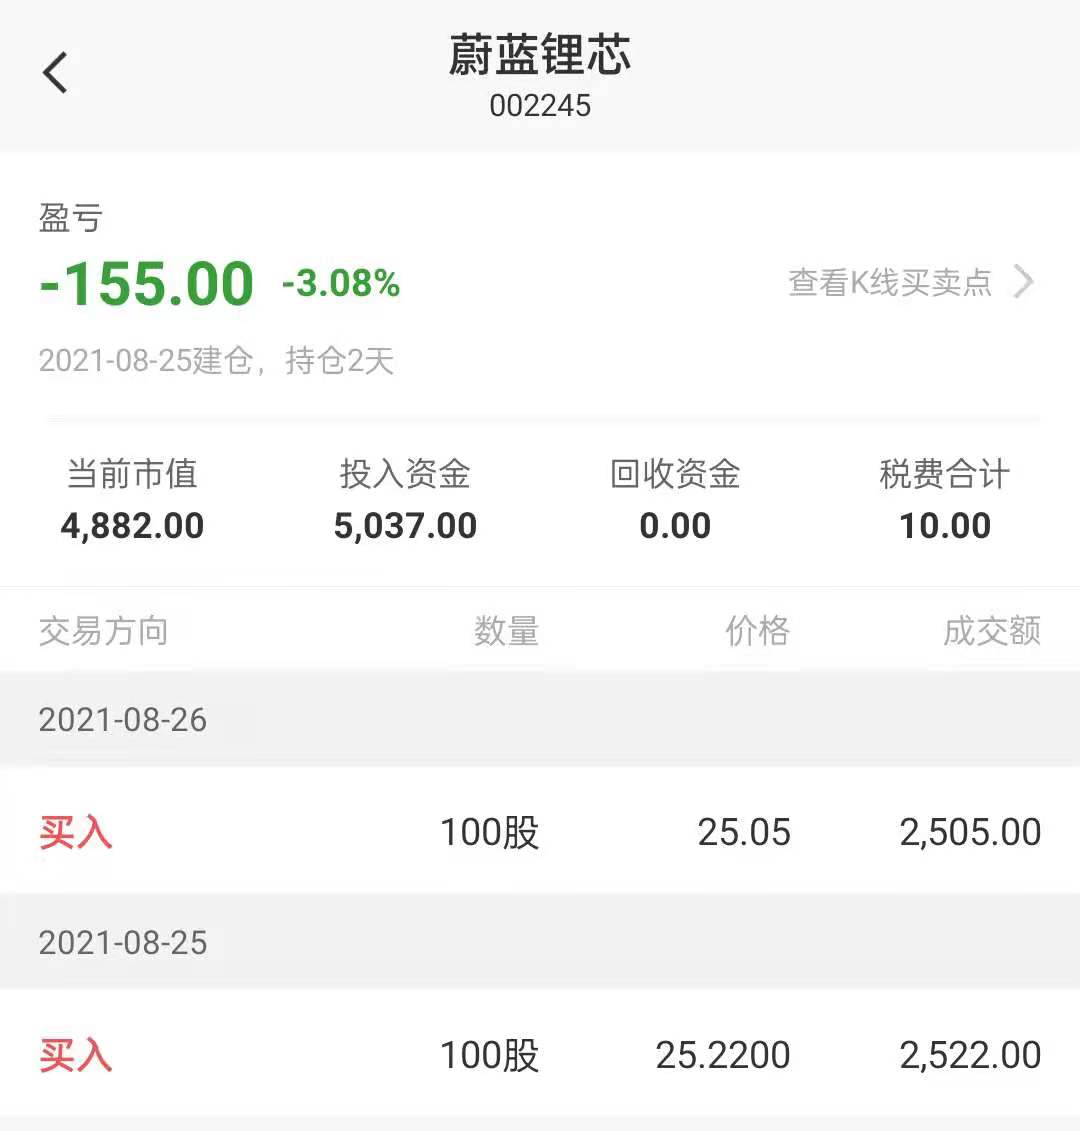 蔚蓝锂芯
002245
盈亏
-155.00 -3.08% 查看K线买卖点
2021-08-25建仓，持仓2天
当前市值 投入资金 回收资金 税费合计
4,882.00 5,037.00 0.00 10.00
交易方向 数量 价格 成交额
2021-08-26
买入 100股 25.05 2,505.00
2021-08-25
买入 100股 25.2200 2,522.00